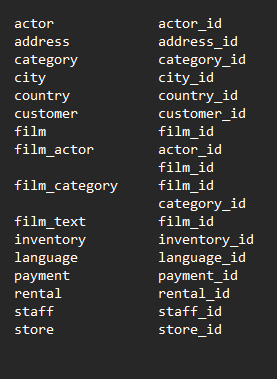 actor actor_id
address address_id
category category_id
city city_id
country country_id
customer customer_id
film film_id
film_actor actor_id
film_id
film_category film_id
category_id
film_text film_id
inventory inventory_id
language language_id
payment payment_id
rental rental_id
staff staff_id
store store_id